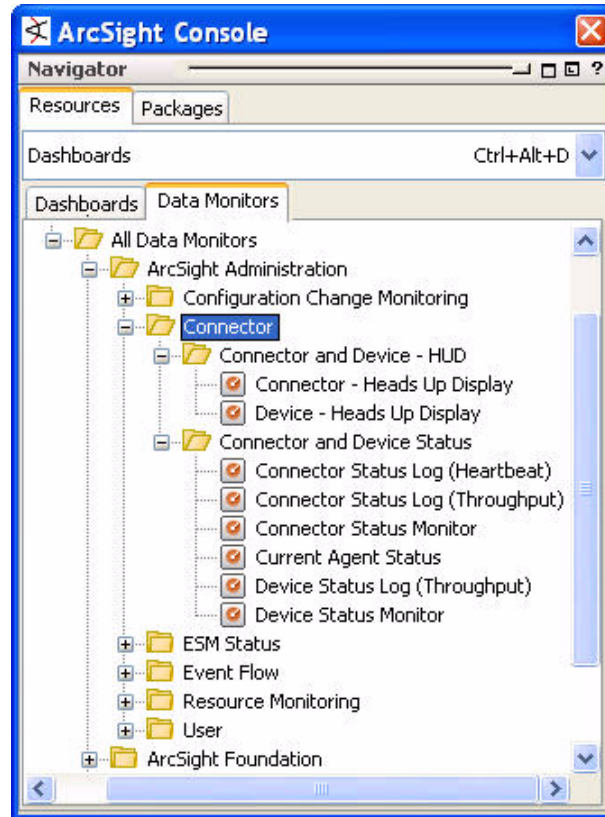 ArcSight Console
Navigator ?
Resources Packages
Dashboards Ctrl+Alt+D
Dashboards Data Monitors
All Data Monitors
ArcSight Administration
Configuration Change Monitoring
Connector
Connector and Device - HUD
Connector - Heads Up Display
Device - Heads Up Display
Connector and Device Status
Connector Status Log (Heartbeat)
Connector Status Log (Throughput)
Connector Status Monitor
Current Agent Status
Device Status Log (Throughput)
Device Status Monitor
ESM Status
Event Flow
Resource Monitoring
User
ArcSight Foundation